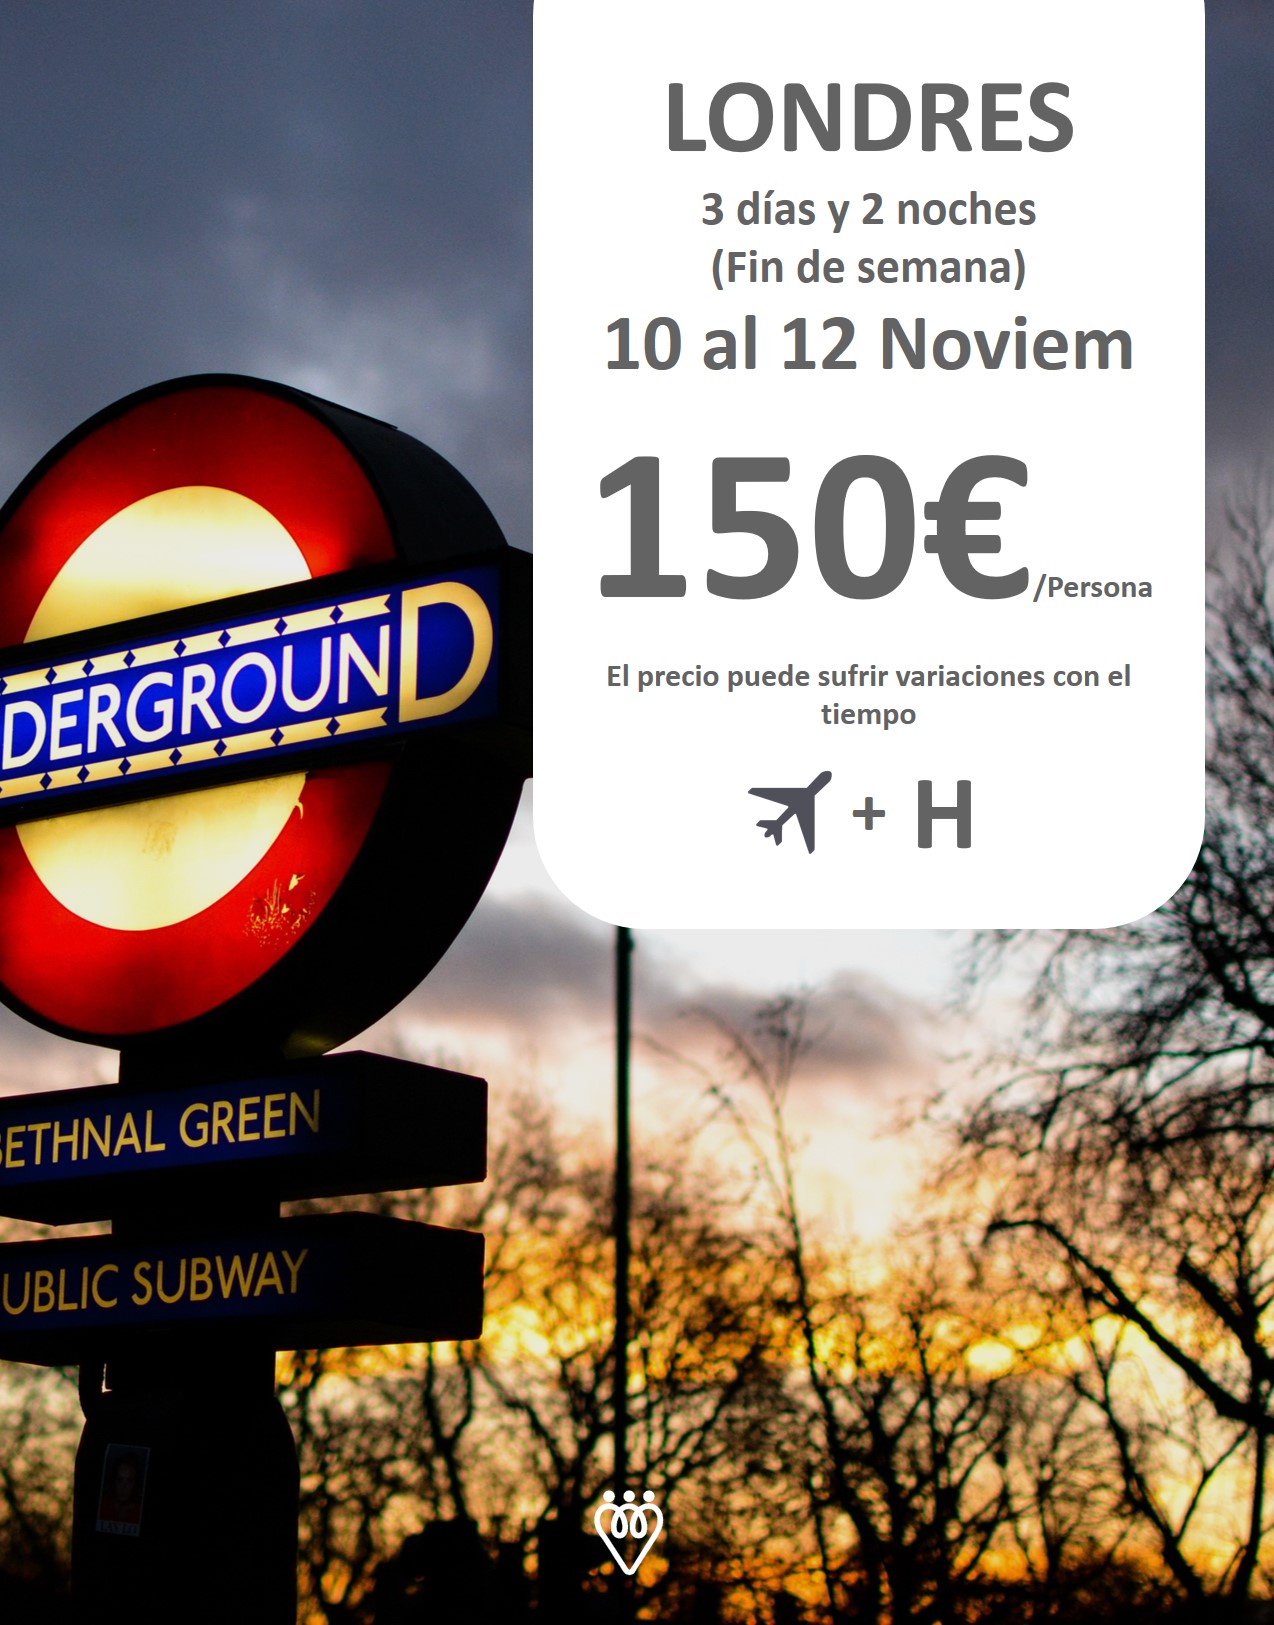 LONDRES
3 días y 2 noches
(Fin de semana)
10 al 12 Noviem
150€/Persona
El precio puede sufrir variaciones con el
tiempo
+ H
DERGROUND
BETHNAL GREEN
UBLIC SUBWAY